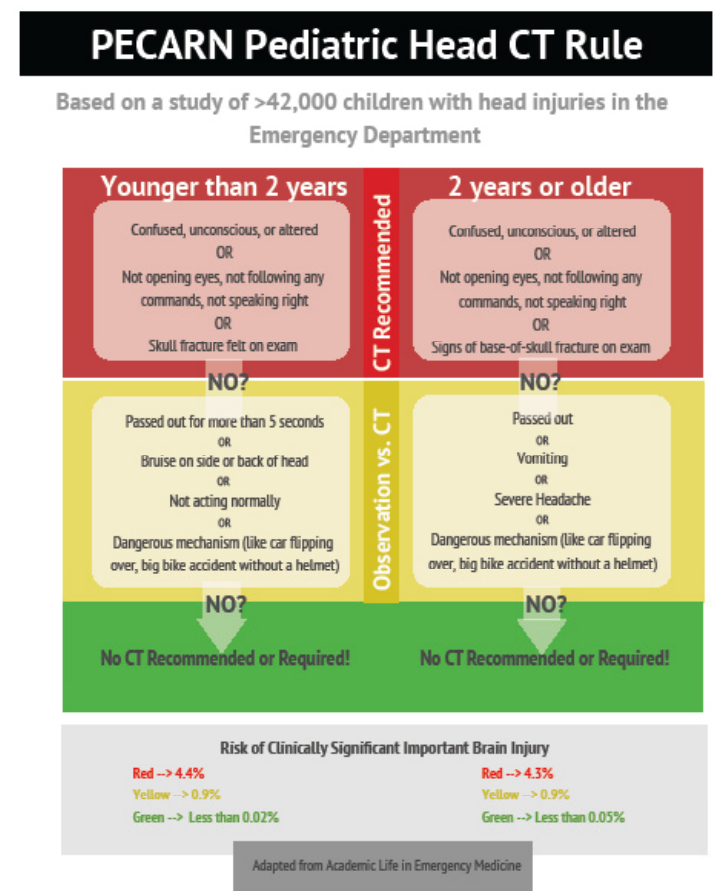 PECARN Pediatric Head CT Rule
Based on a study of >42,000 children with head injuries in the
Emergency Department
Younger than 2 years
Confused, unconscious, or altered
OR
Not opening eyes, not following any
commands, not speaking right
OR
Skull fracture felt on exam
NO?
Passed out for more than 5 seconds
OR
Bruise on side or back of head
OR
Not acting normally
OR
Dangerous mechanism (like car flipping
over, big bike accident without a helmet)
NO?
No CT Recommended or Required!
CT Recommended
Observation vs. CT
2 years or older
Confused, unconscious, or altered
OR
Not opening eyes, not following any
commands, not speaking right
OR
Signs of base-of-skull fracture on exam
NO?
Passed out
OR
Vomiting
OR
Severe Headache
OR
Dangerous mechanism (like car flipping
over, big bike accident without a helmet)
NO?
No CT Recommended or Required!
Risk of Clinically Significant Important Brain Injury
Red --> 4.4%
Yellow --> 0.9%
Green --> Less than 0.02%
Red --> 4.3%
Yellow --> 0.9%
Green --> Less than 0.05%
Adapted from Academic Life in Emergency Medicine